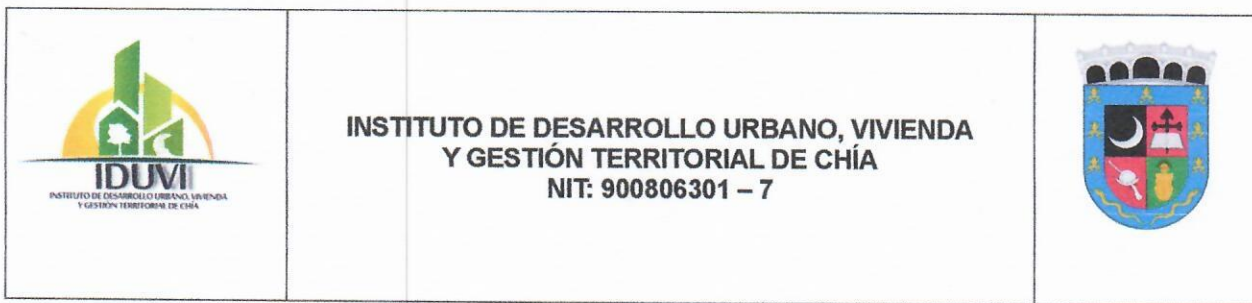 IDUVI
INSTITUTO DE DESARROLLO URBANO, VIVIENDA
Y GESTIÓN TERRITORIAL DE CHÍA
INSTITUTO DE DESARROLLO URBANO, VIVIENDA
Y GESTIÓN TERRITORIAL DE CHÍA
NIT: 900806301 – 7